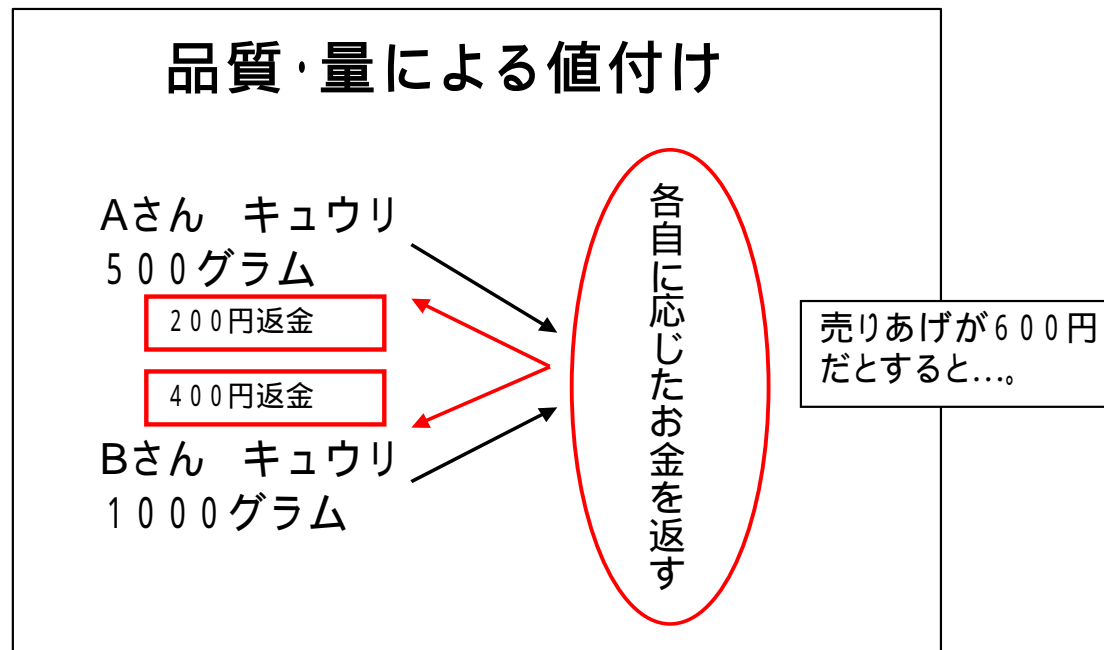 品質・量による値付け
Aさん　キュウリ
５００グラム
２００円返金
４００円返金
Bさん　キュウリ
１０００グラム
各自に応じたお金を返す
売りあげが６００円
だとすると…。